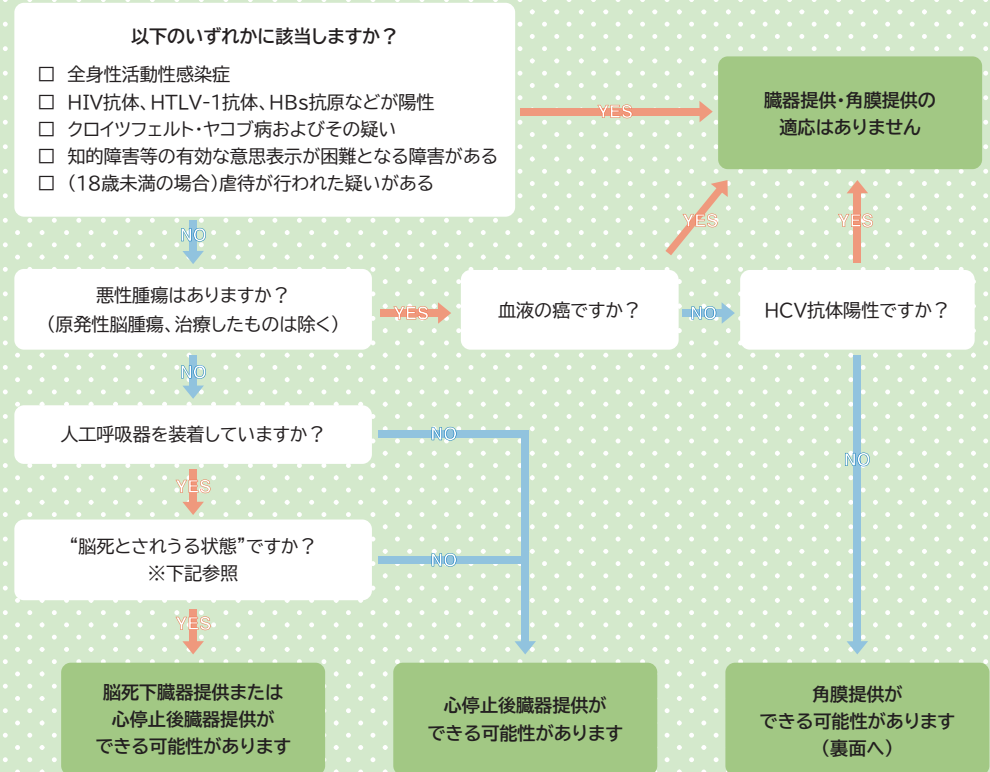 以下のいずれかに該当しますか？
□ 全身性活動性感染症
□ HIV抗体、HTLV-1抗体、HBs抗原などが陽性
□ クロイツフェルト・ヤコブ病およびその疑い
□ 知的障害等の有効な意思表示が困難となる障害がある
□ （18歳未満の場合）虐待が行われた疑いがある
YES
臓器提供・角膜提供の
適応はありません
NO
YES
YES
悪性腫瘍はありますか？
（原発性脳腫瘍、治療したものは除く）
YES
血液の癌ですか？
NO
HCV抗体陽性ですか？
NO
人工呼吸器を装着していますか？
NO
NO
YES
“脳死とされうる状態”ですか？
※下記参照
NO
YES
脳死下臓器提供または
心停止後臓器提供が
できる可能性があります
心停止後臓器提供が
できる可能性があります
角膜提供が
できる可能性があります
（裏面へ）